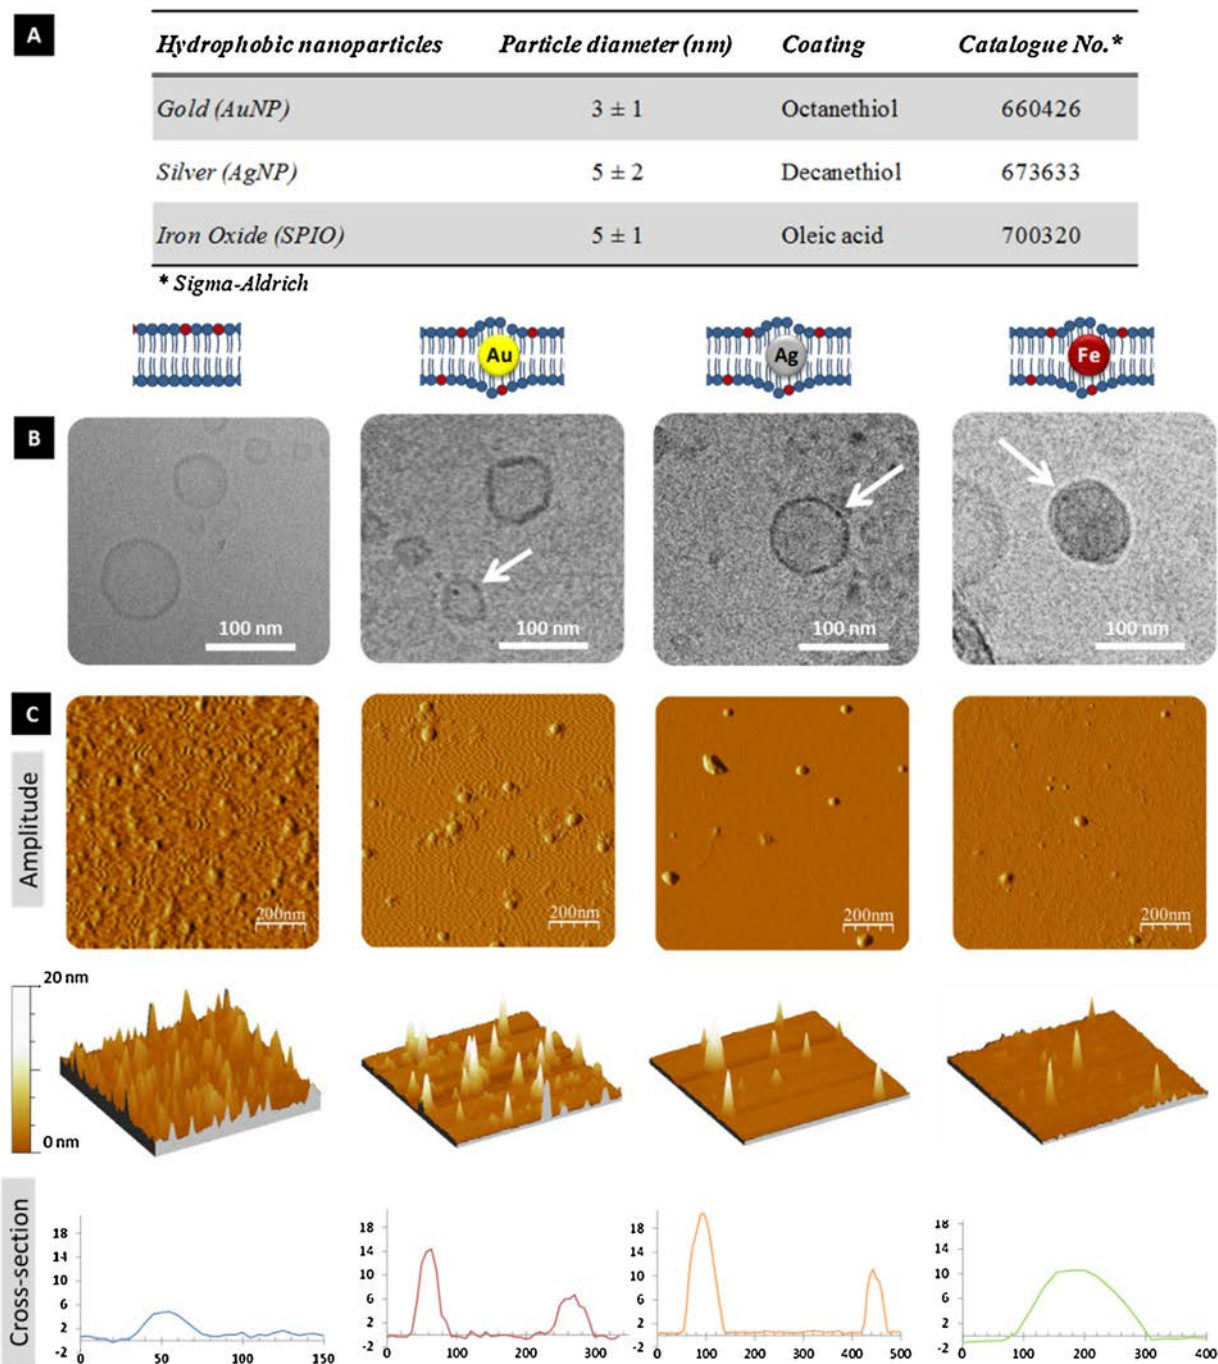 A
Hydrophobic nanoparticles Particle diameter (nm) Coating Catalogue No.*
Gold (AuNP) 3 ± 1 Octanethiol 660426
Silver (AgNP) 5 ± 2 Decanethiol 673633
Iron Oxide (SPIO) 5 ± 1 Oleic acid 700320
* Sigma-Aldrich
Au Ag Fe
B
100 nm 100 nm 100 nm 100 nm
C
Amplitude
200nm 200nm 200nm 200nm
20 nm
0 nm
Cross-section
18 14 10 6 2 -2
0 50 100 150
18 14 10 6 2 -2
0 100 200 300
18 14 10 6 2 -2
0 100 200 300 400 500
18 14 10 6 2 -2
0 100 200 300 400